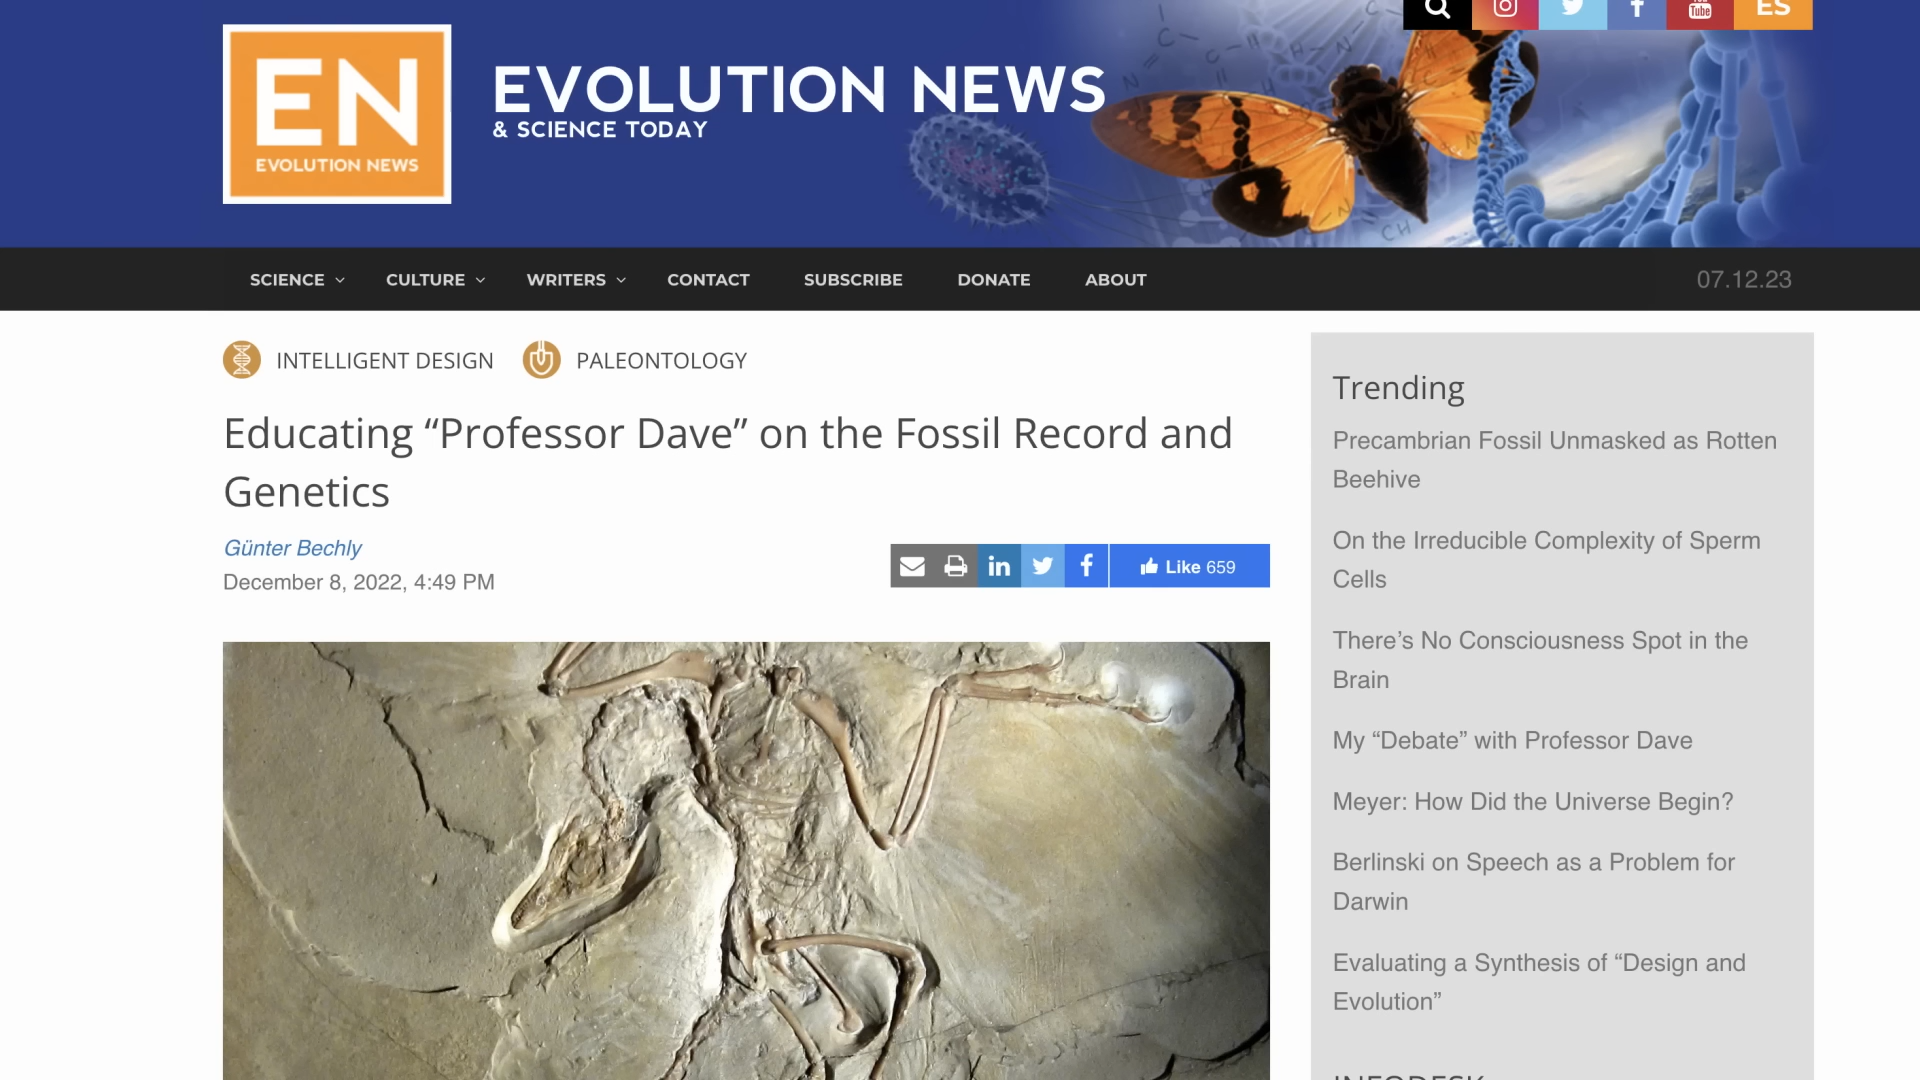 You
Tube
ES
EN
EVOLUTION NEWS
EVOLUTION NEWS
& SCIENCE TODAY
SCIENCE
CULTURE
WRITERS
CONTACT
SUBSCRIBE
DONATE
ABOUT
07.12.23
INTELLIGENT DESIGN
PALEONTOLOGY
Educating “Professor Dave” on the Fossil Record and
Genetics
Günter Bechly
December 8, 2022, 4:49 PM
in
f
Like 659
Trending
Precambrian Fossil Unmasked as Rotten
Beehive
On the Irreducible Complexity of Sperm
Cells
There’s No Consciousness Spot in the
Brain
My “Debate” with Professor Dave
Meyer: How Did the Universe Begin?
Berlinski on Speech as a Problem for
Darwin
Evaluating a Synthesis of “Design and
Evolution”